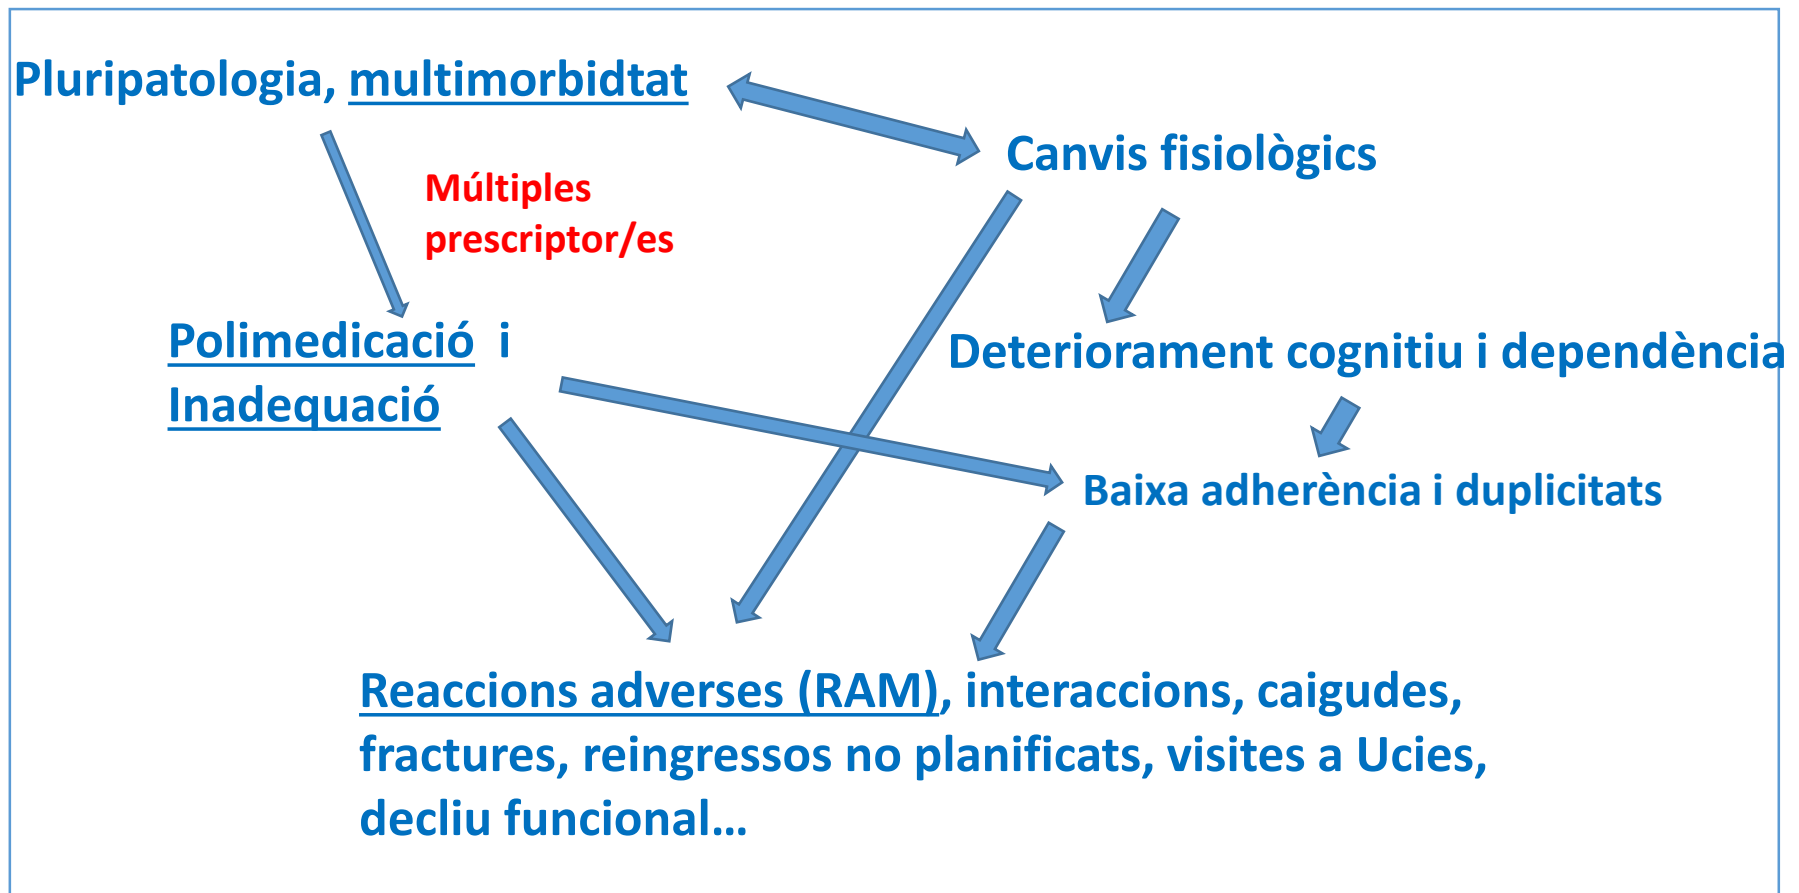 Pluripatologia, multimorbidtat
Canvis fisiològics
Múltiples
prescriptor/es
Polimedicació i
Inadequació
Deteriorament cognitiu i dependència
Baixa adherència i duplicitats
Reaccions adverses (RAM), interaccions, caigudes,
fractures, reingressos no planificats, visites a Ucies,
decliu funcional…